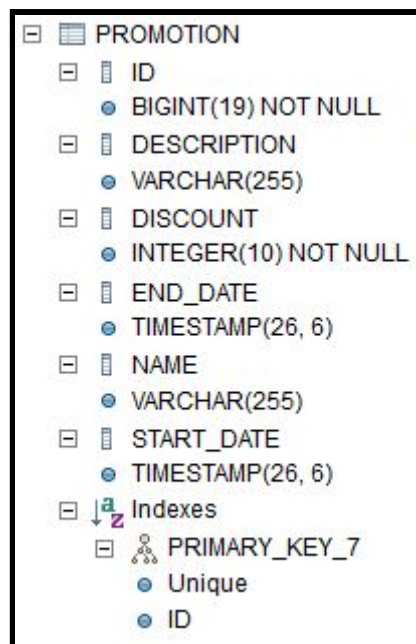 PROMOTION
ID
BIGINT(19) NOT NULL
DESCRIPTION
VARCHAR(255)
DISCOUNT
INTEGER(10) NOT NULL
END_DATE
TIMESTAMP(26, 6)
NAME
VARCHAR(255)
START_DATE
TIMESTAMP(26, 6)
Indexes
PRIMARY_KEY_7
Unique
ID